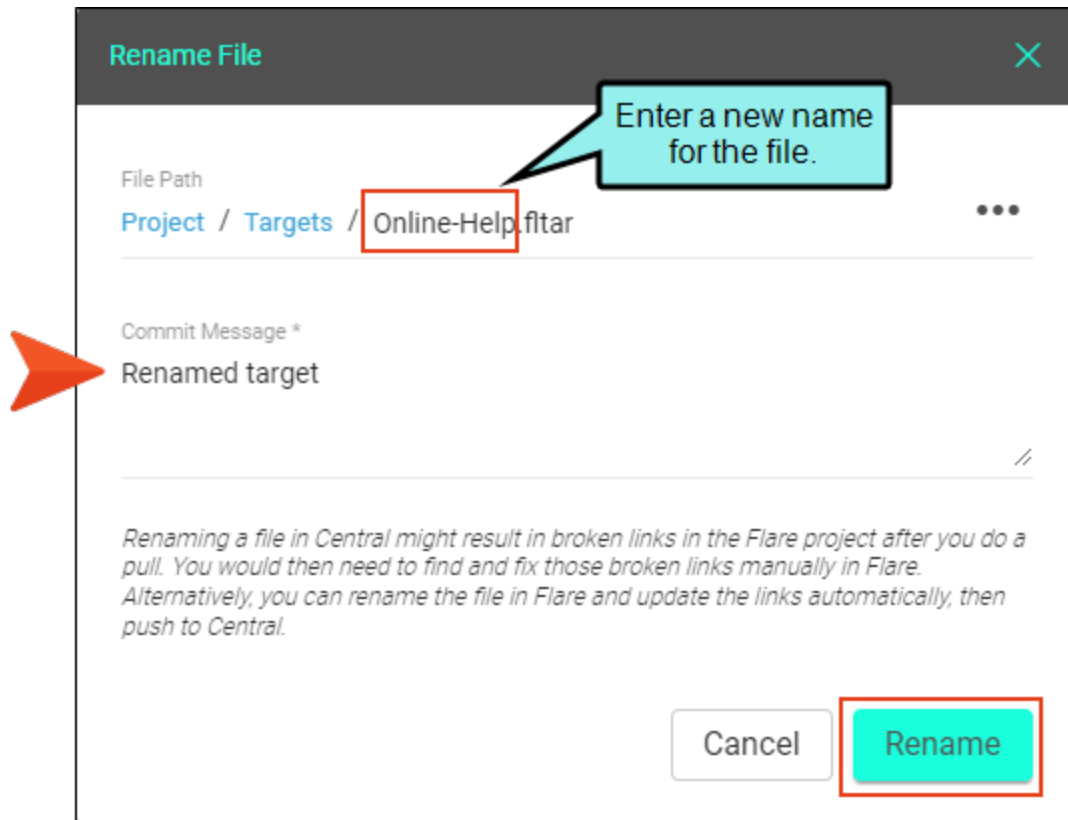 Rename File
Enter a new name
for the file.
File Path
Project / Targets / Online-Help.fltar
Commit Message *
Renamed target
Renaming a file in Central might result in broken links in the Flare project after you do a
pull. You would then need to find and fix those broken links manually in Flare.
Alternatively, you can rename the file in Flare and update the links automatically, then
push to Central.
Cancel
Rename